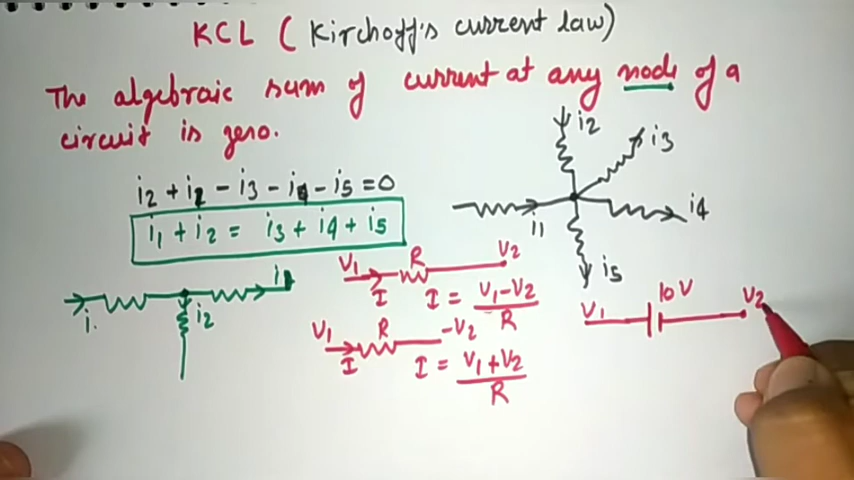 KCL ( Kirchoff's current law)
The algebraic sum of current at any node of a
circuit is zero.
i2 + i2 - i3 - i4 - i5 = 0
i1 + i2 = i3 + i4 + i5
i2
i3
i1
i4
i5
i
i2
V1 R V2
I I = V1-V2
R
V1 R -V2
I I = V1+V2
R
V1 10V V2